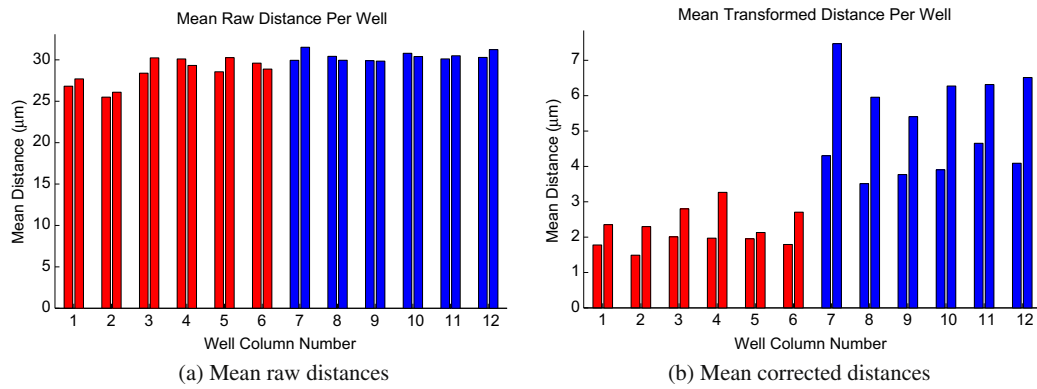 Mean Raw Distance Per Well
30
25
20
15
10
5
0
Mean Distance (μm)
1 2 3 4 5 6 7 8 9 10 11 12
Well Column Number
(a) Mean raw distances
Mean Transformed Distance Per Well
7
6
5
4
3
2
1
0
Mean Distance (μm)
1 2 3 4 5 6 7 8 9 10 11 12
Well Column Number
(b) Mean corrected distances